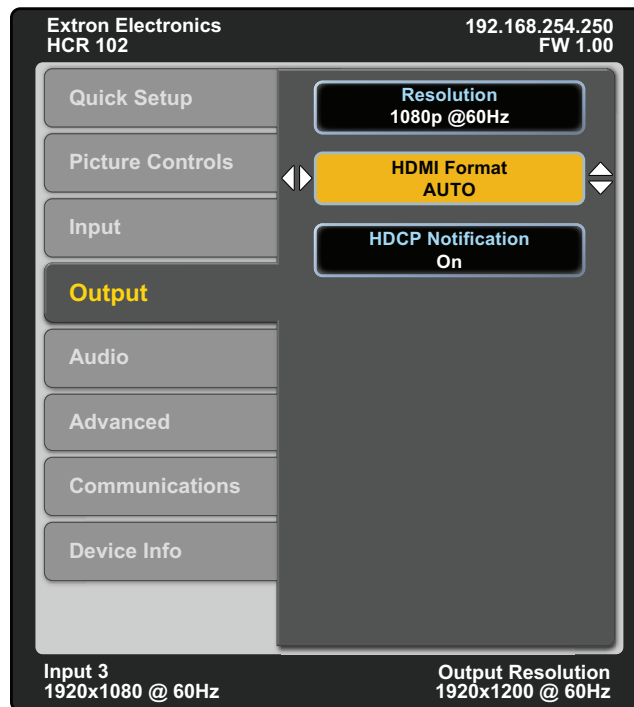 Extron Electronics
HCR 102
192.168.254.250
FW 1.00
Quick Setup
Picture Controls
Input
Output
Audio
Advanced
Communications
Device Info
Resolution
1080p @60Hz
HDMI Format
AUTO
HDCP Notification
On
Input 3
1920x1080 @ 60Hz
Output Resolution
1920x1200 @ 60Hz